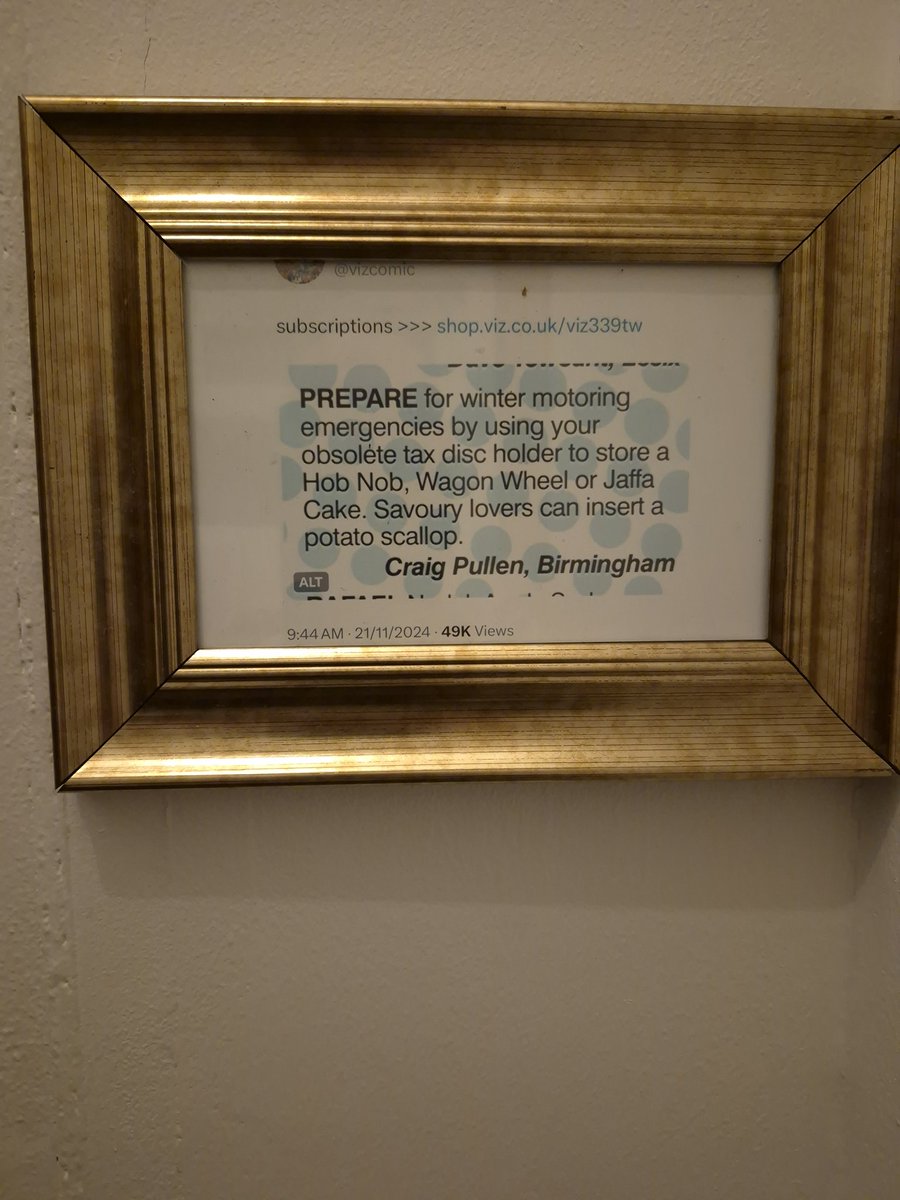 @vizcomic
subscriptions >>> shop.viz.co.uk/viz339tw
PREPARE for winter motoring
emergencies by using your
obsolete tax disc holder to store a
Hob Nob, Wagon Wheel or Jaffa
Cake. Savoury lovers can insert a
potato scallop.
Craig Pullen, Birmingham
ALT
9:44 AM · 21/11/2024 · 49K Views